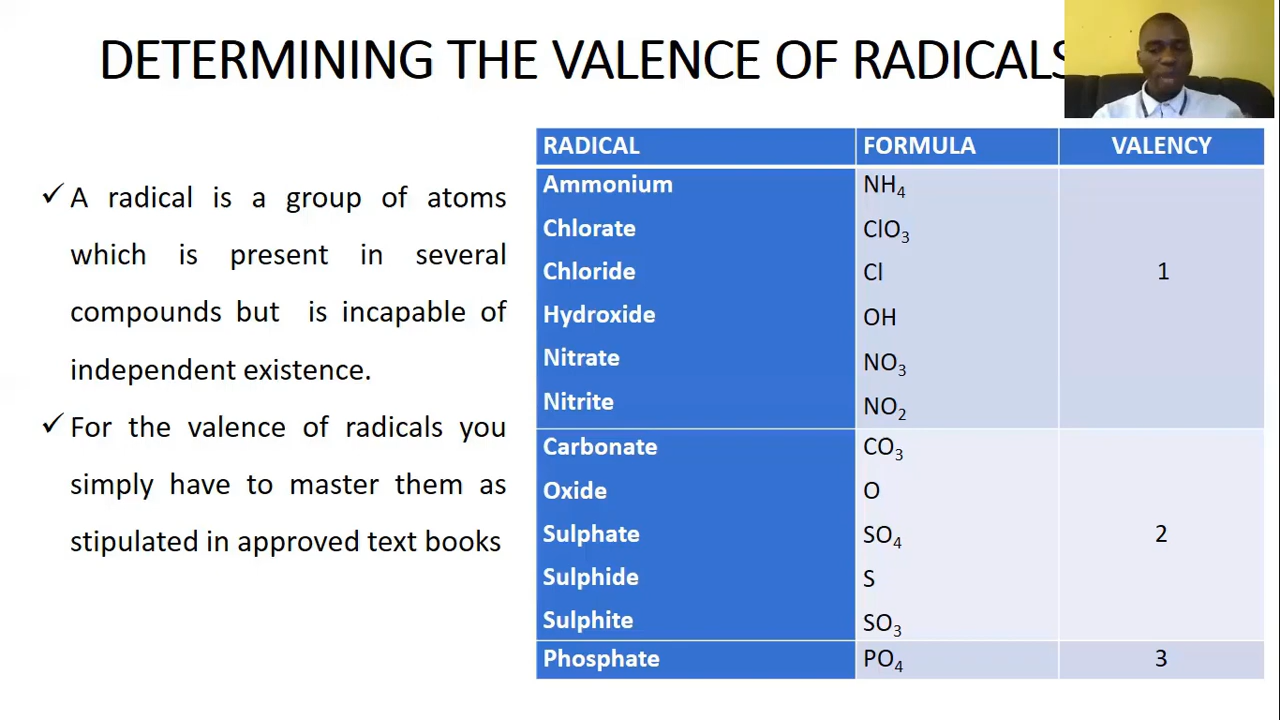 DETERMINING THE VALENCE OF RADICALS
✓ A radical is a group of atoms
which is present in several
compounds but is incapable of
independent existence.
✓ For the valence of radicals you
simply have to master them as
stipulated in approved text books
RADICAL FORMULA VALENCY
Ammonium NH₄
Chlorate ClO₃
Chloride Cl 1
Hydroxide OH
Nitrate NO₃
Nitrite NO₂
Carbonate CO₃
Oxide O
Sulphate SO₄ 2
Sulphide S
Sulphite SO₃
Phosphate PO₄ 3